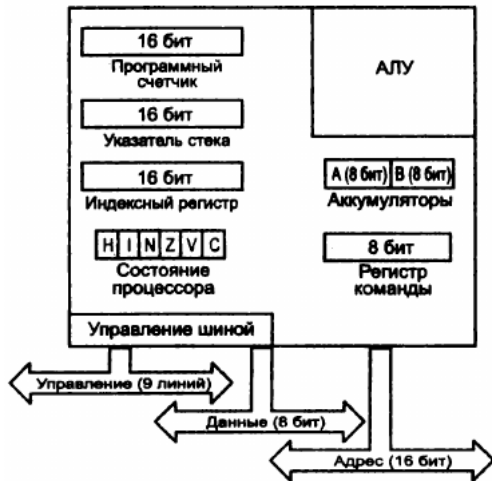 16 бит
Программный
счетчик
16 бит
Указатель стека
16 бит
Индексный регистр
H I N Z V C
Состояние
процессора
АЛУ
A (8 бит) B (8 бит)
Аккумуляторы
8 бит
Регистр
команды
Управление шиной
Управление (9 линий)
Данные (8 бит)
Адрес (16 бит)